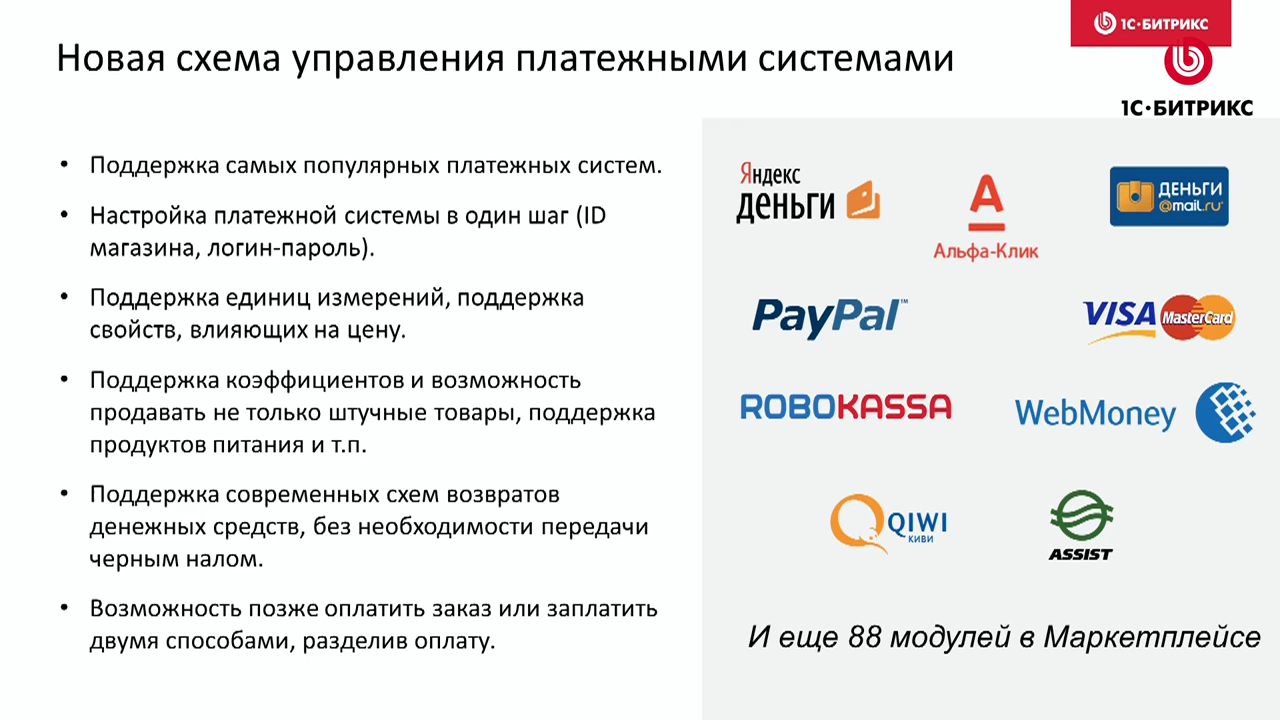 1С·БИТРИКС
Новая схема управления платежными системами
1С·БИТРИКС
• Поддержка самых популярных платежных систем.
• Настройка платежной системы в один шаг (ID
магазина, логин-пароль).
• Поддержка единиц измерений, поддержка
свойств, влияющих на цену.
• Поддержка коэффициентов и возможность
продавать не только штучные товары, поддержка
продуктов питания и т.п.
• Поддержка современных схем возвратов
денежных средств, без необходимости передачи
черным налом.
• Возможность позже оплатить заказ или заплатить
двумя способами, разделив оплату.
Яндекс
деньги
А
Альфа-Клик
ДЕНЬГИ
@mail.ru®
PayPal™
VISA
MasterCard
ROBOKASSA
WebMoney
QIWI
КИВИ
ASSIST
И еще 88 модулей в Маркетплейсе